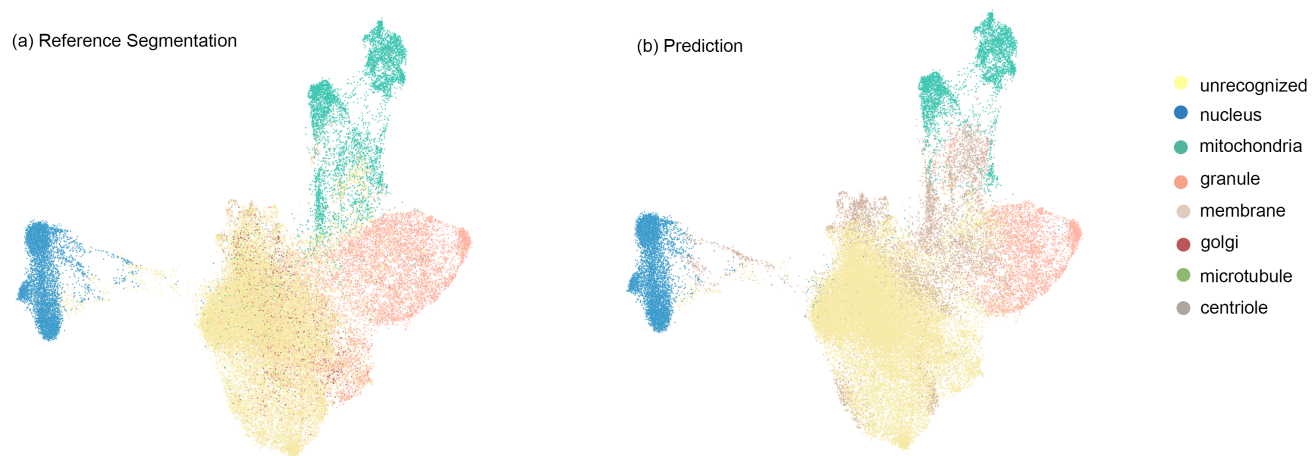 (a) Reference Segmentation
(b) Prediction
unrecognized
nucleus
mitochondria
granule
membrane
golgi
microtubule
centriole